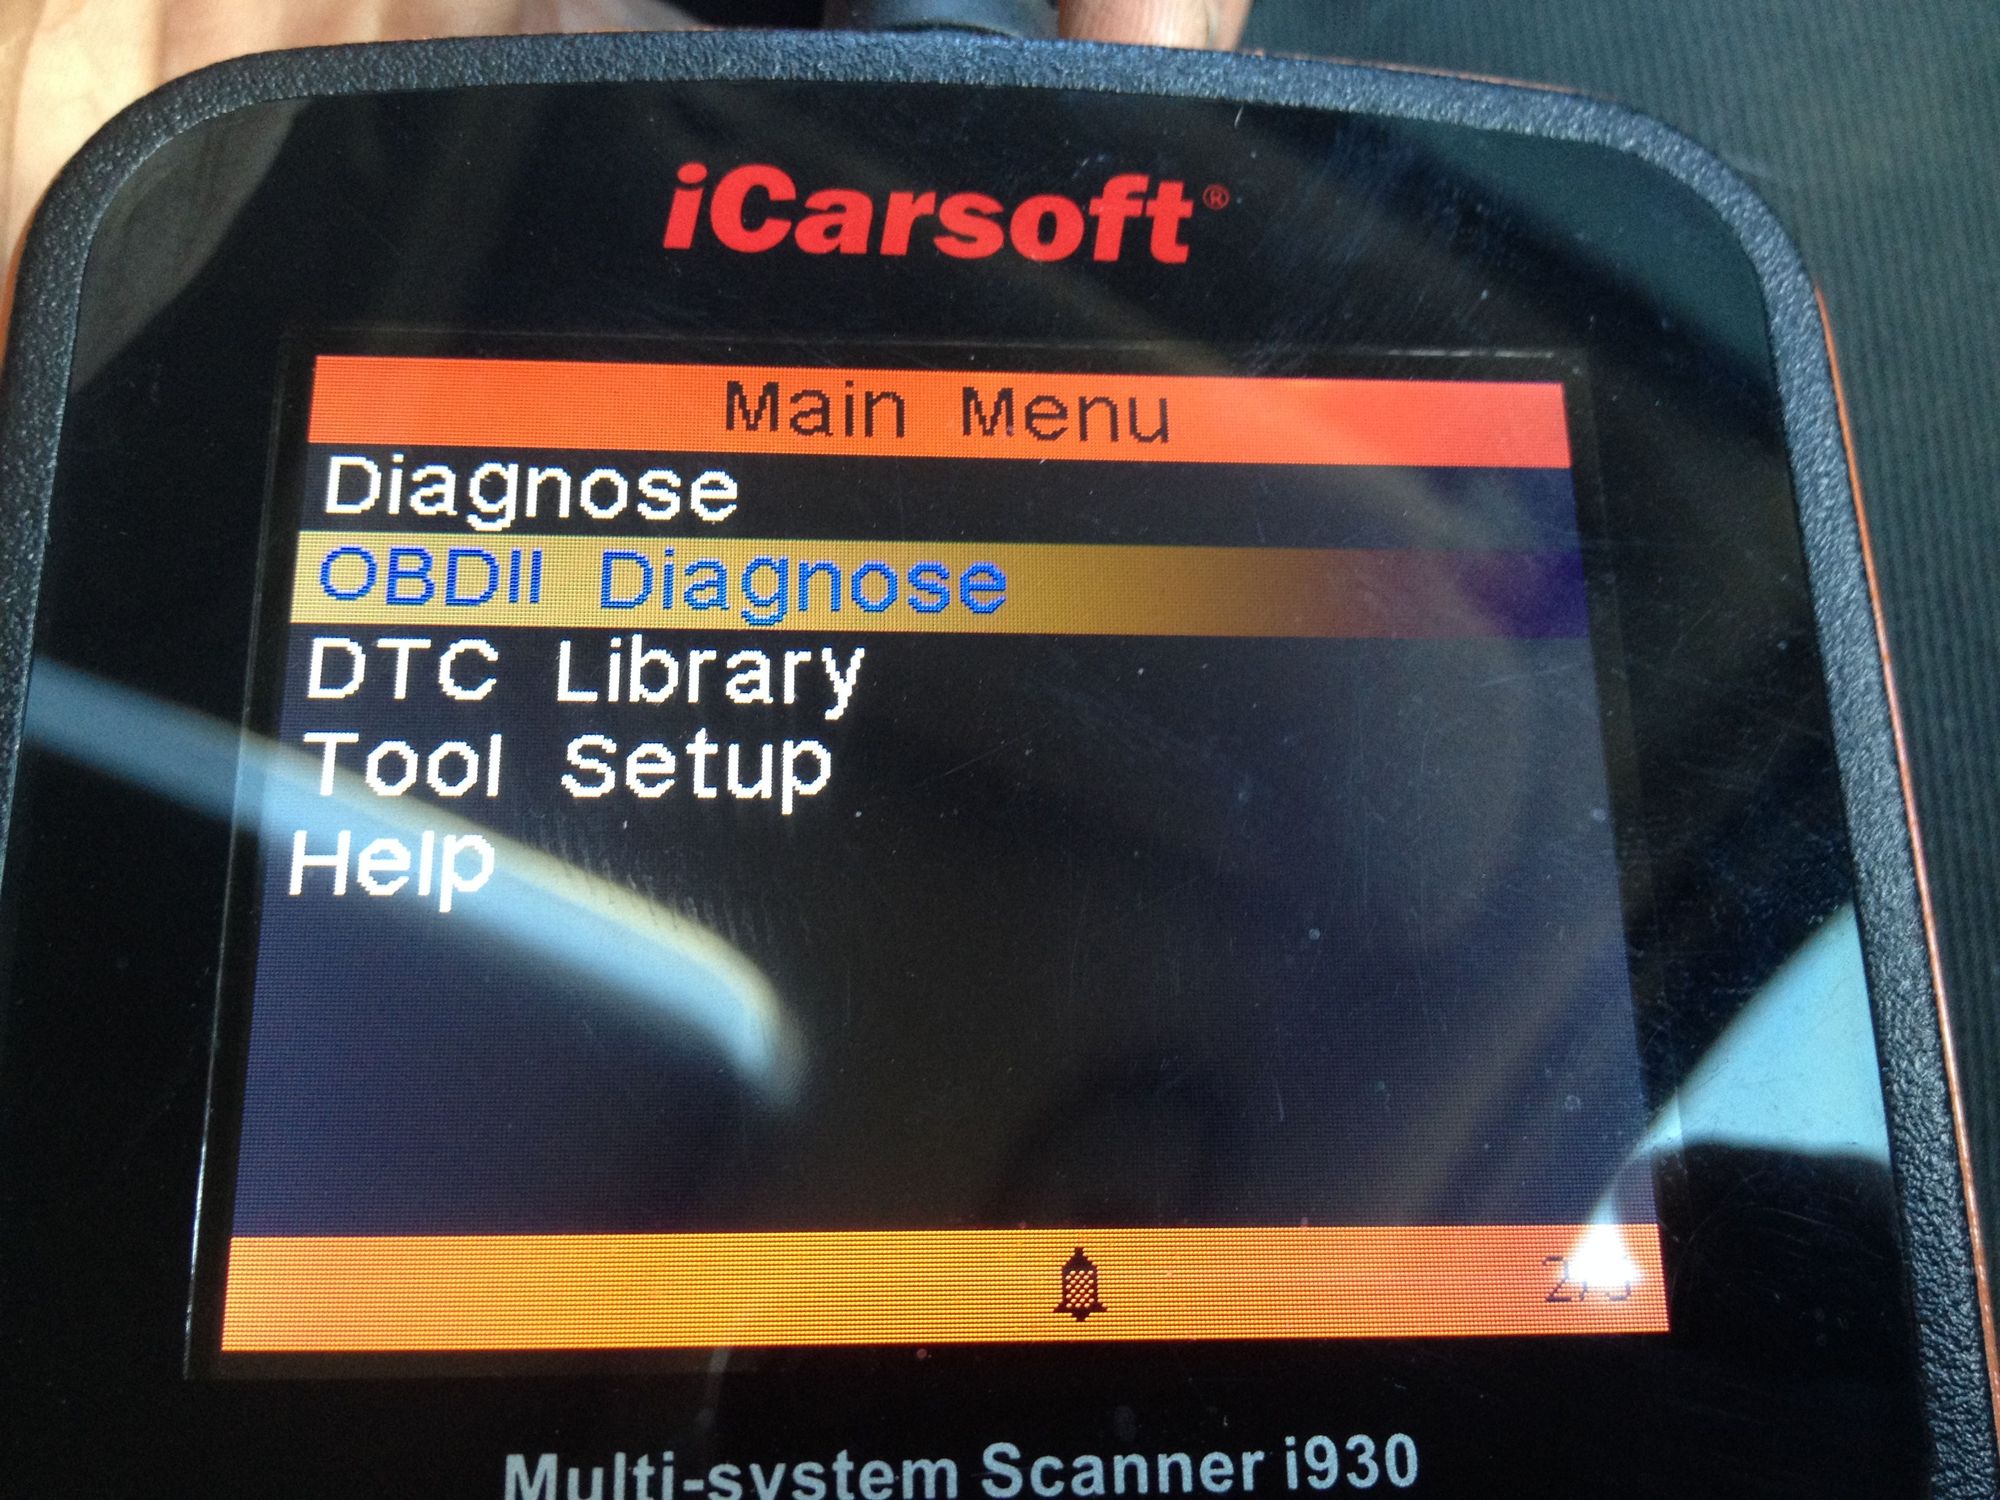 iCarsoft®
Main Menu
Diagnose
OBDII Diagnose
DTC Library
Tool Setup
Help
Multi-system Scanner i930